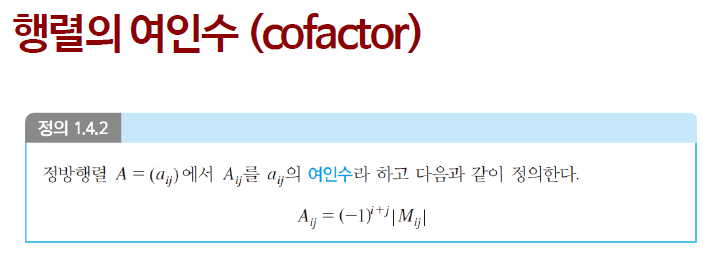 행렬의 여인수 (cofactor)
정의 1.4.2
정방행렬 A = (aᵢⱼ)에서 Aᵢⱼ를 aᵢⱼ의 여인수라 하고 다음과 같이 정의한다.
Aᵢⱼ = (−1)ⁱ⁺ʲ|Mᵢⱼ|